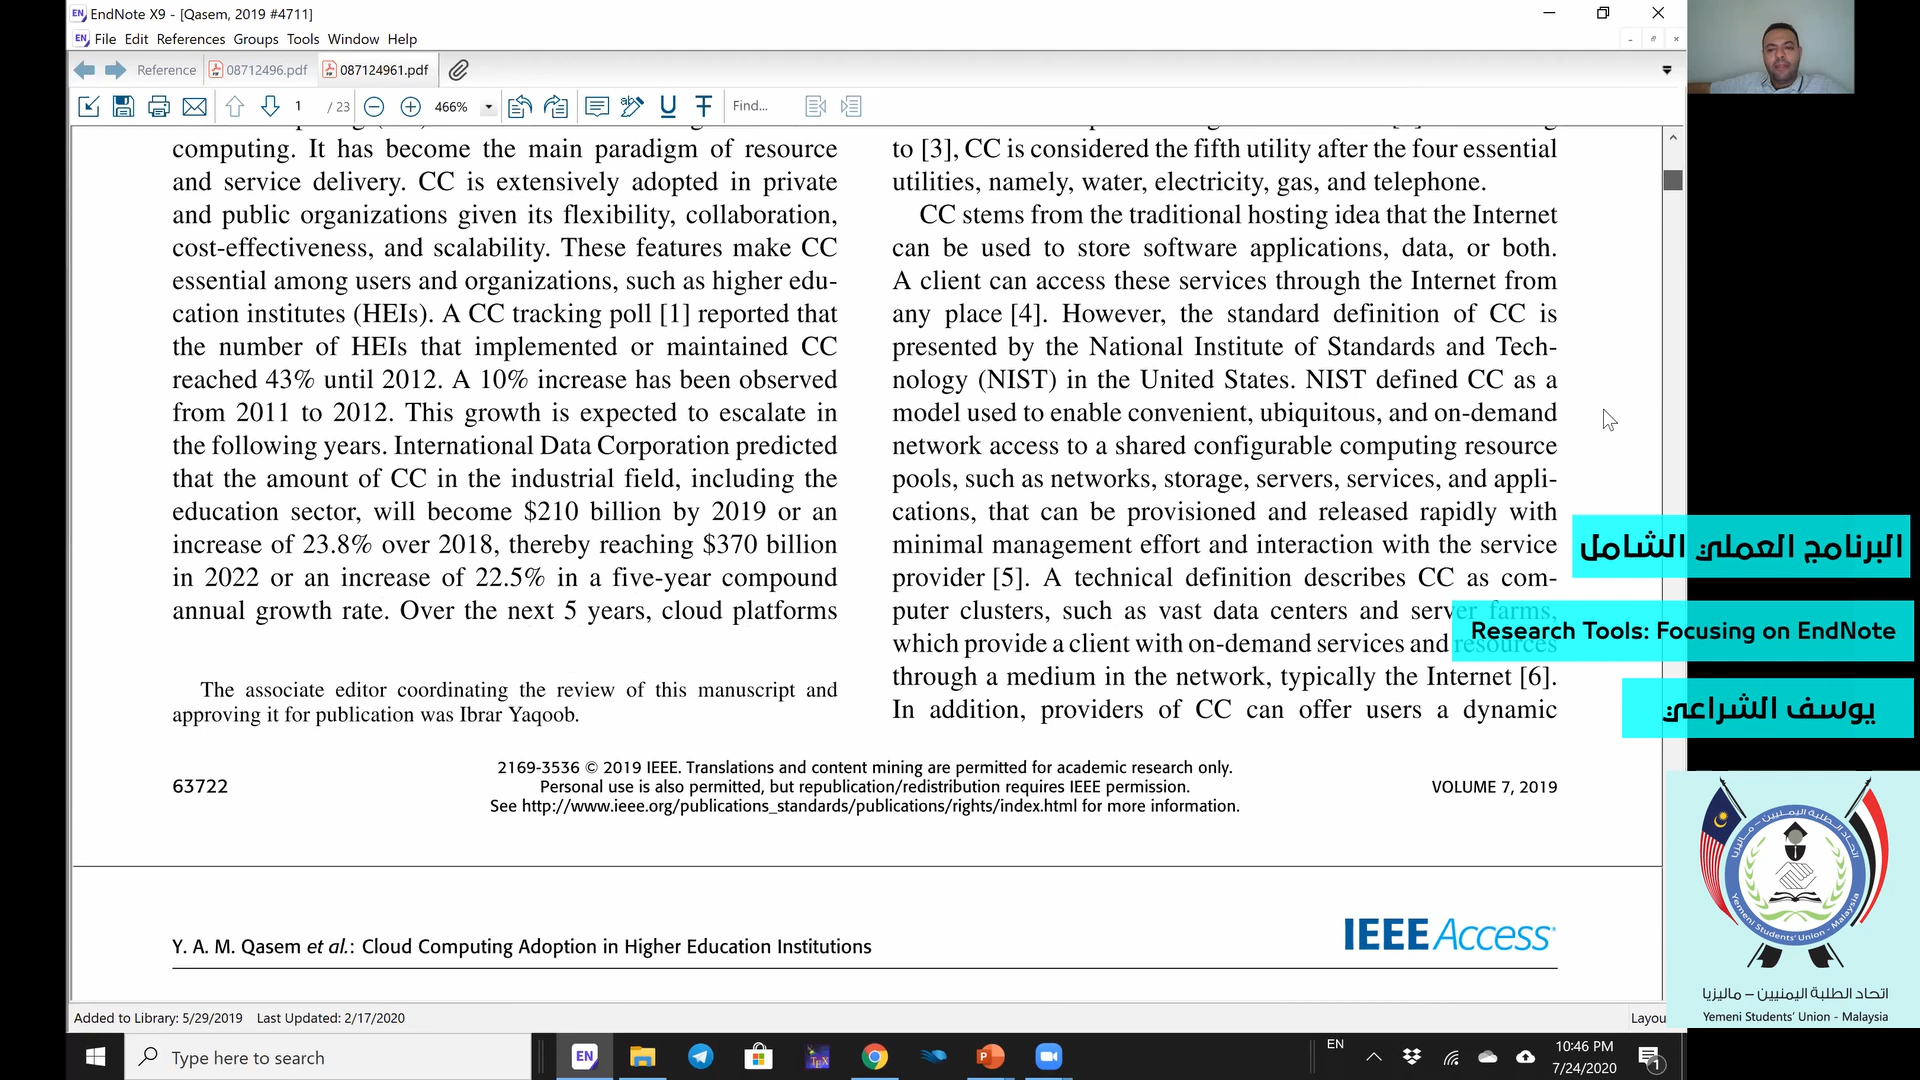 EndNote X9 - [Qasem, 2019 #4711]
File Edit References Groups Tools Window Help
Reference 08712496.pdf 087124961.pdf
1 / 23 466% Find...
computing. It has become the main paradigm of resource
and service delivery. CC is extensively adopted in private
and public organizations given its flexibility, collaboration,
cost-effectiveness, and scalability. These features make CC
essential among users and organizations, such as higher edu-
cation institutes (HEIs). A CC tracking poll [1] reported that
the number of HEIs that implemented or maintained CC
reached 43% until 2012. A 10% increase has been observed
from 2011 to 2012. This growth is expected to escalate in
the following years. International Data Corporation predicted
that the amount of CC in the industrial field, including the
education sector, will become $210 billion by 2019 or an
increase of 23.8% over 2018, thereby reaching $370 billion
in 2022 or an increase of 22.5% in a five-year compound
annual growth rate. Over the next 5 years, cloud platforms
The associate editor coordinating the review of this manuscript and
approving it for publication was Ibrar Yaqoob.
to [3], CC is considered the fifth utility after the four essential
utilities, namely, water, electricity, gas, and telephone.
CC stems from the traditional hosting idea that the Internet
can be used to store software applications, data, or both.
A client can access these services through the Internet from
any place [4]. However, the standard definition of CC is
presented by the National Institute of Standards and Tech-
nology (NIST) in the United States. NIST defined CC as a
model used to enable convenient, ubiquitous, and on-demand
network access to a shared configurable computing resource
pools, such as networks, storage, servers, services, and appli-
cations, that can be provisioned and released rapidly with
minimal management effort and interaction with the service
provider [5]. A technical definition describes CC as com-
puter clusters, such as vast data centers and server farms,
which provide a client with on-demand services and resources
through a medium in the network, typically the Internet [6].
In addition, providers of CC can offer users a dynamic
63722
2169-3536 © 2019 IEEE. Translations and content mining are permitted for academic research only.
Personal use is also permitted, but republication/redistribution requires IEEE permission.
See http://www.ieee.org/publications_standards/publications/rights/index.html for more information.
VOLUME 7, 2019
Y. A. M. Qasem et al.: Cloud Computing Adoption in Higher Education Institutions
IEEE Access
البرنامج العملي الشامل
Research Tools: Focusing on EndNote
يوسف الشراعي
اتحاد الطلبة اليمنيين - ماليزيا
Yemeni Students' Union - Malaysia
اتحاد الطلبة اليمنيين – ماليزيا
Yemeni Students' Union - Malaysia
Added to Library: 5/29/2019 Last Updated: 2/17/2020
Layou
Type here to search
EN
EN
10:46 PM
7/24/2020
1